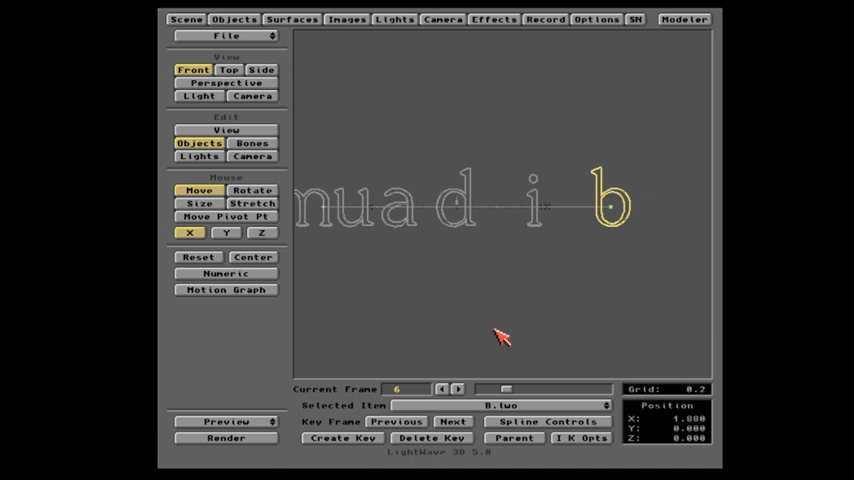 Scene Objects Surfaces Images Lights Camera Effects Record Options SN Modeler
File
View
Front Top Side
Perspective
Light Camera
Edit
View
Objects Bones
Lights Camera
Mouse
Move Rotate
Size Stretch
Move Pivot Pt
X Y Z
Reset Center
Numeric
Motion Graph
muad i b
Current Frame 6 Grid: 0.2
Selected Item B.lwo
Position
Key Frame Previous Next Spline Controls
X: 1.880
Y: 0.000
Z: 0.000
Create Key Delete Key Parent I K Opts
Preview
Render
LightWave 3D 5.0